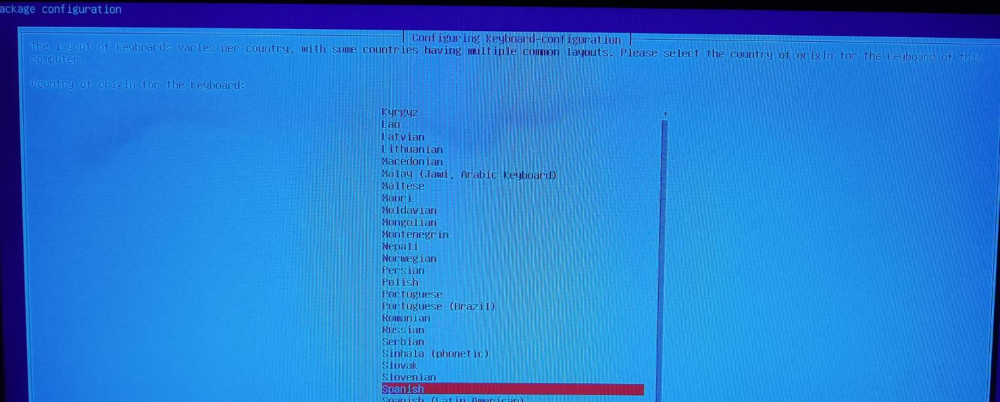 ackage configuration
Configuring keyboard-configuration
The layout of keyboards varies per country, with some countries having multiple common layouts. Please select the country of origin for the keyboard of this
computer.
Country of origin for the keyboard:
Kyrgyz
Lao
Latvian
Lithuanian
Macedonian
Malay (Jawi, Arabic Keyboard)
Maltese
Maori
Moldavian
Mongolian
Montenegrin
Nepali
Norwegian
Persian
Polish
Portuguese
Portuguese (Brazil)
Romanian
Russian
Serbian
Sinhala (phonetic)
Slovak
Slovenian
Spanish
Spanish (Latin American)